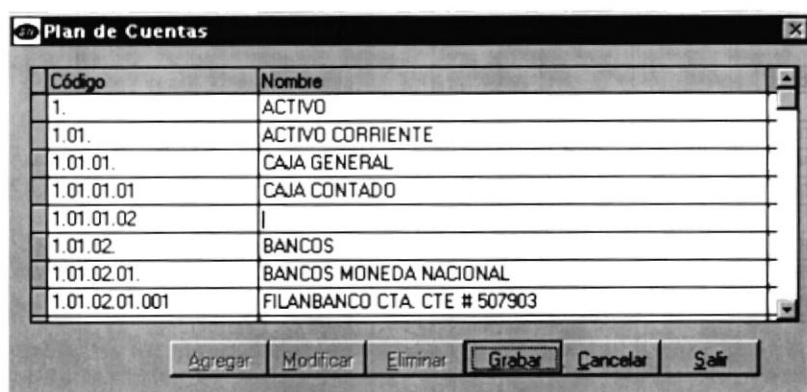 Plan de Cuentas
Código Nombre
1. ACTIVO
1.01. ACTIVO CORRIENTE
1.01.01. CAJA GENERAL
1.01.01.01 CAJA CONTADO
1.01.01.02
1.01.02. BANCOS
1.01.02.01. BANCOS MONEDA NACIONAL
1.01.02.01.001 FILANBANCO CTA. CTE # 507903
Agregar Modificar Eliminar Grabar Cancelar Salir